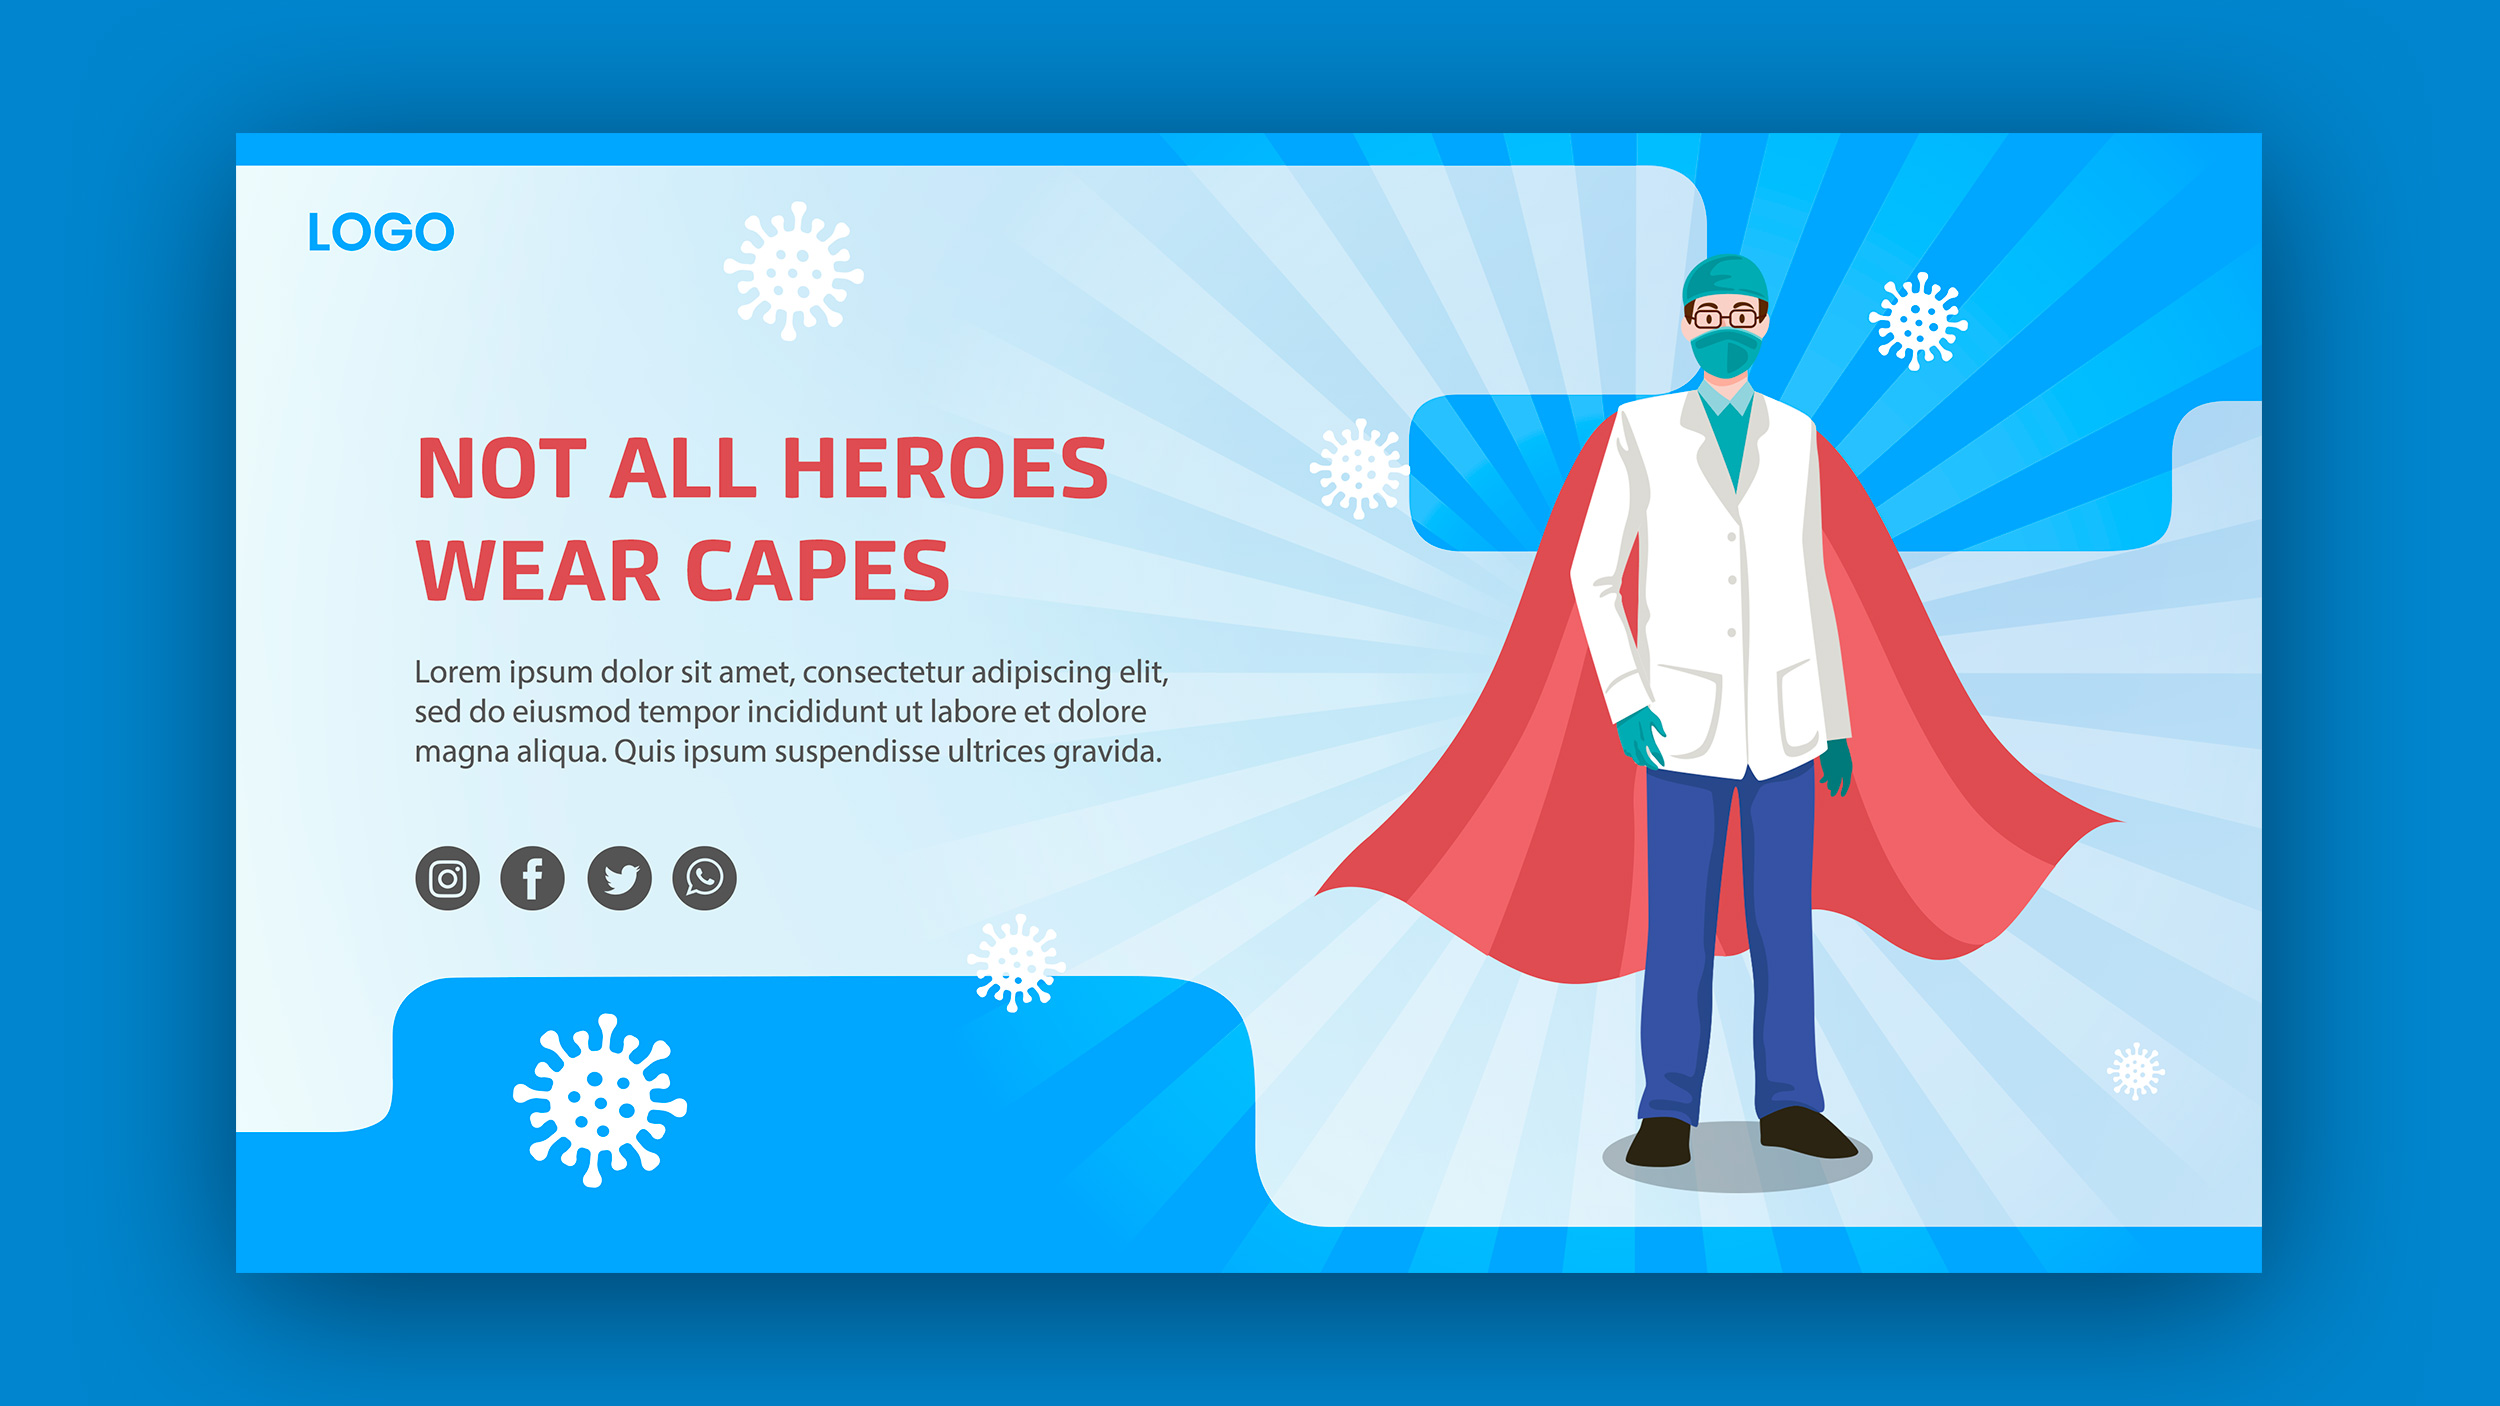 LOGO
NOT ALL HEROES
WEAR CAPES
Lorem ipsum dolor sit amet, consectetur adipiscing elit,
sed do eiusmod tempor incididunt ut labore et dolore
magna aliqua. Quis ipsum suspendisse ultrices gravida.